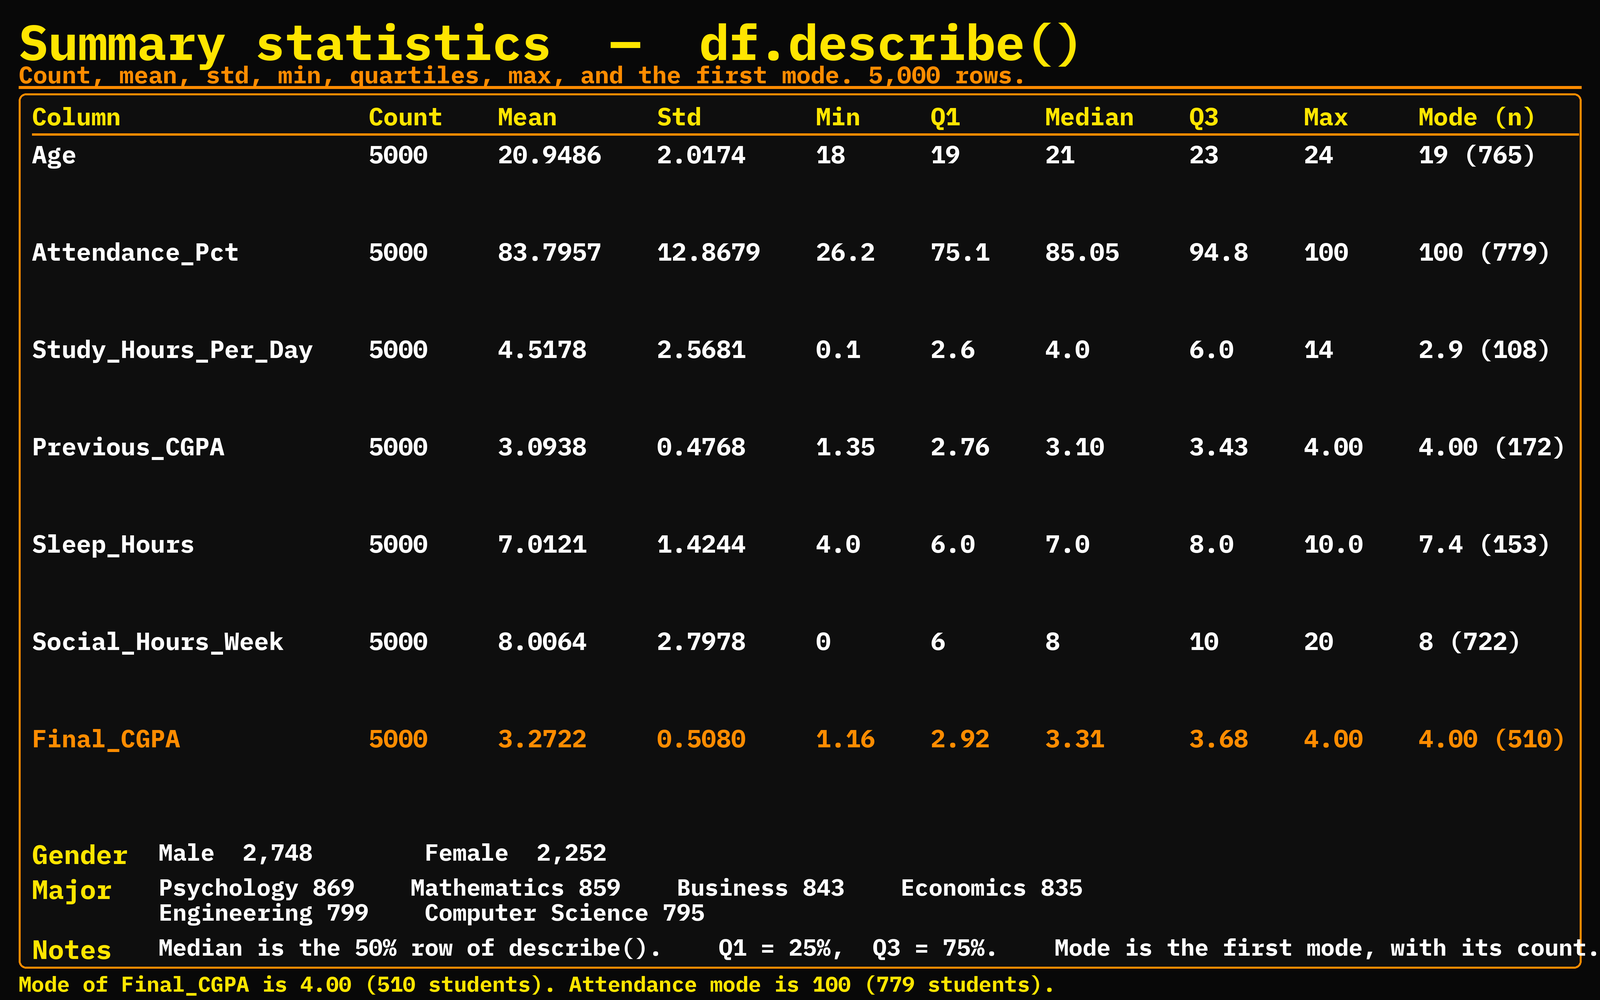 Summary statistics — df.describe()
Count, mean, std, min, quartiles, max, and the first mode. 5,000 rows.
Column Count Mean Std Min Q1 Median Q3 Max Mode (n)
Age 5000 20.9486 2.0174 18 19 21 23 24 19 (765)
Attendance_Pct 5000 83.7957 12.8679 26.2 75.1 85.05 94.8 100 100 (779)
Study_Hours_Per_Day 5000 4.5178 2.5681 0.1 2.6 4.0 6.0 14 2.9 (108)
Previous_CGPA 5000 3.0938 0.4768 1.35 2.76 3.10 3.43 4.00 4.00 (172)
Sleep_Hours 5000 7.0121 1.4244 4.0 6.0 7.0 8.0 10.0 7.4 (153)
Social_Hours_Week 5000 8.0064 2.7978 0 6 8 10 20 8 (722)
Final_CGPA 5000 3.2722 0.5080 1.16 2.92 3.31 3.68 4.00 4.00 (510)
Gender Male 2,748 Female 2,252
Major Psychology 869 Mathematics 859 Business 843 Economics 835
Engineering 799 Computer Science 795
Notes Median is the 50% row of describe(). Q1 = 25%, Q3 = 75%. Mode is the first mode, with its count.
Mode of Final_CGPA is 4.00 (510 students). Attendance mode is 100 (779 students).